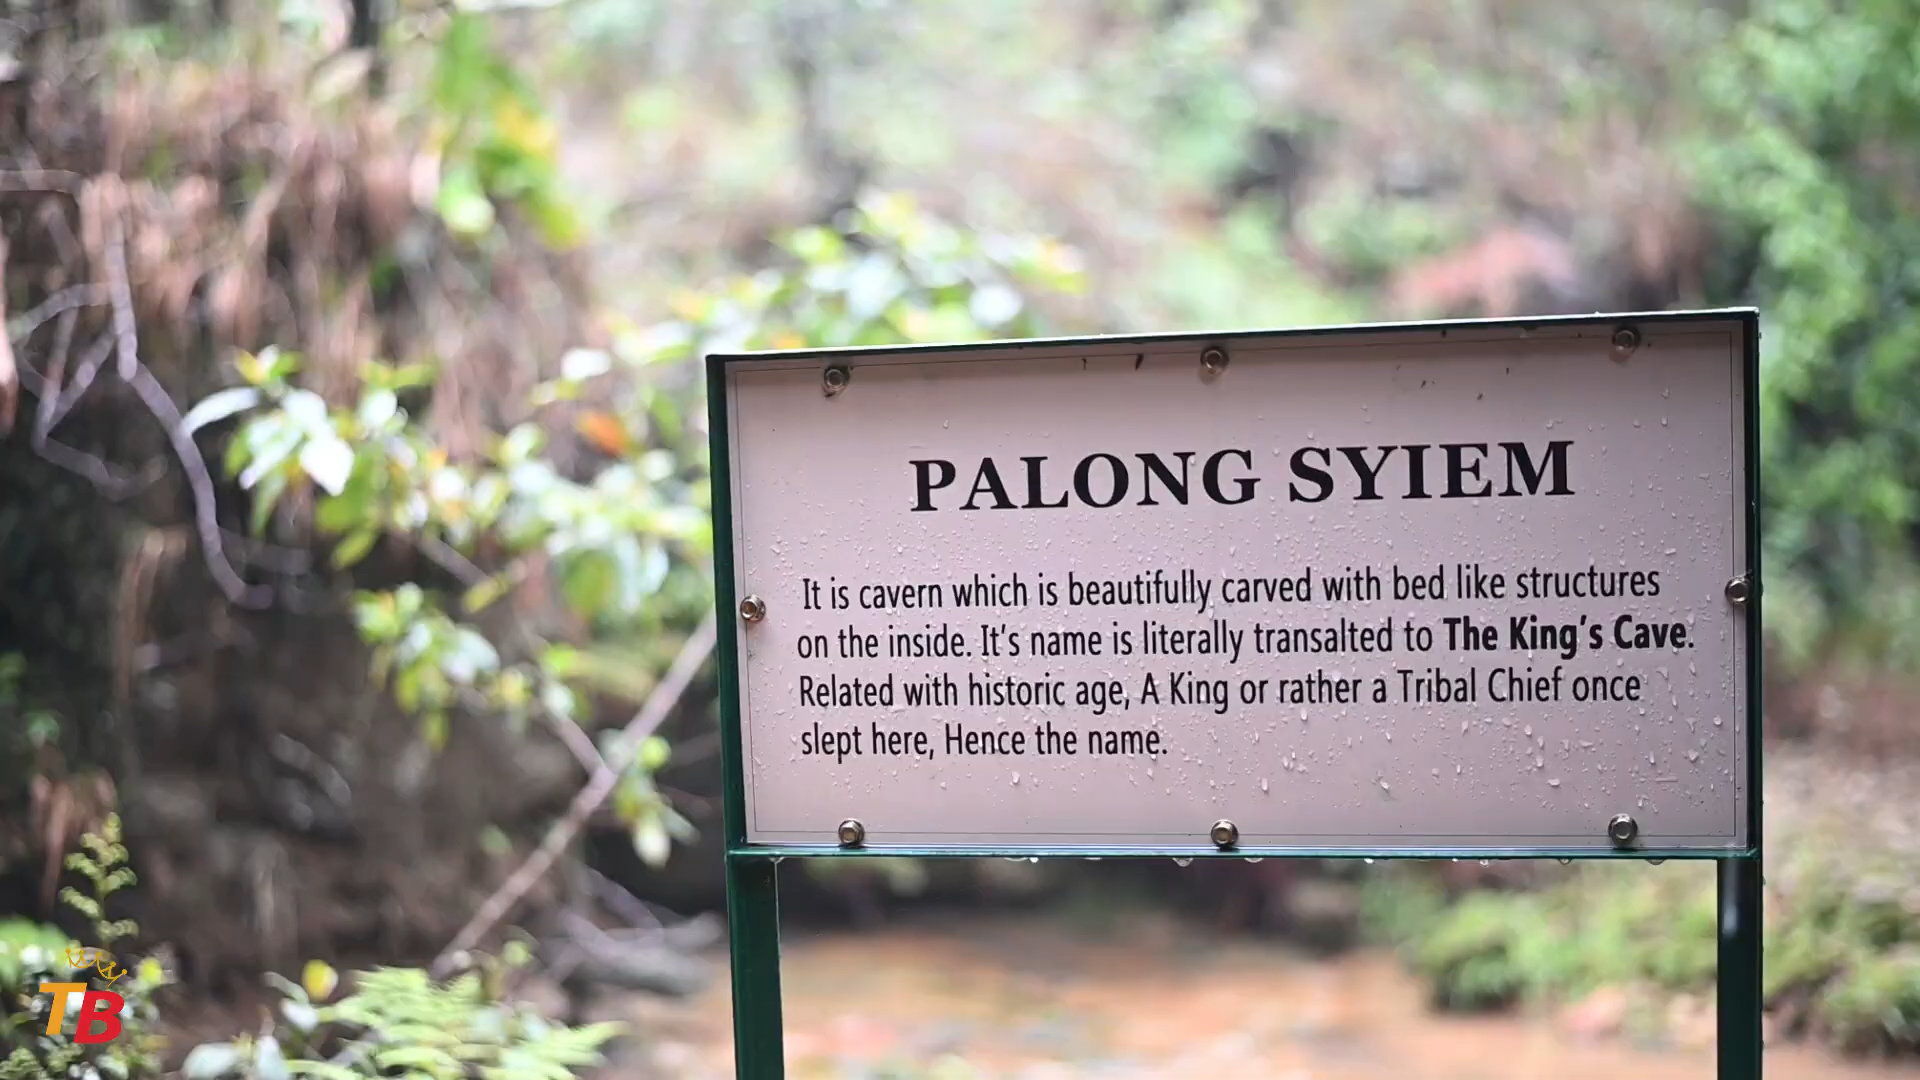 PALONG SYIEM
It is cavern which is beautifully carved with bed like structures
on the inside. It's name is literally transalted to The King's Cave.
Related with historic age, A King or rather a Tribal Chief once
slept here, Hence the name.
TB